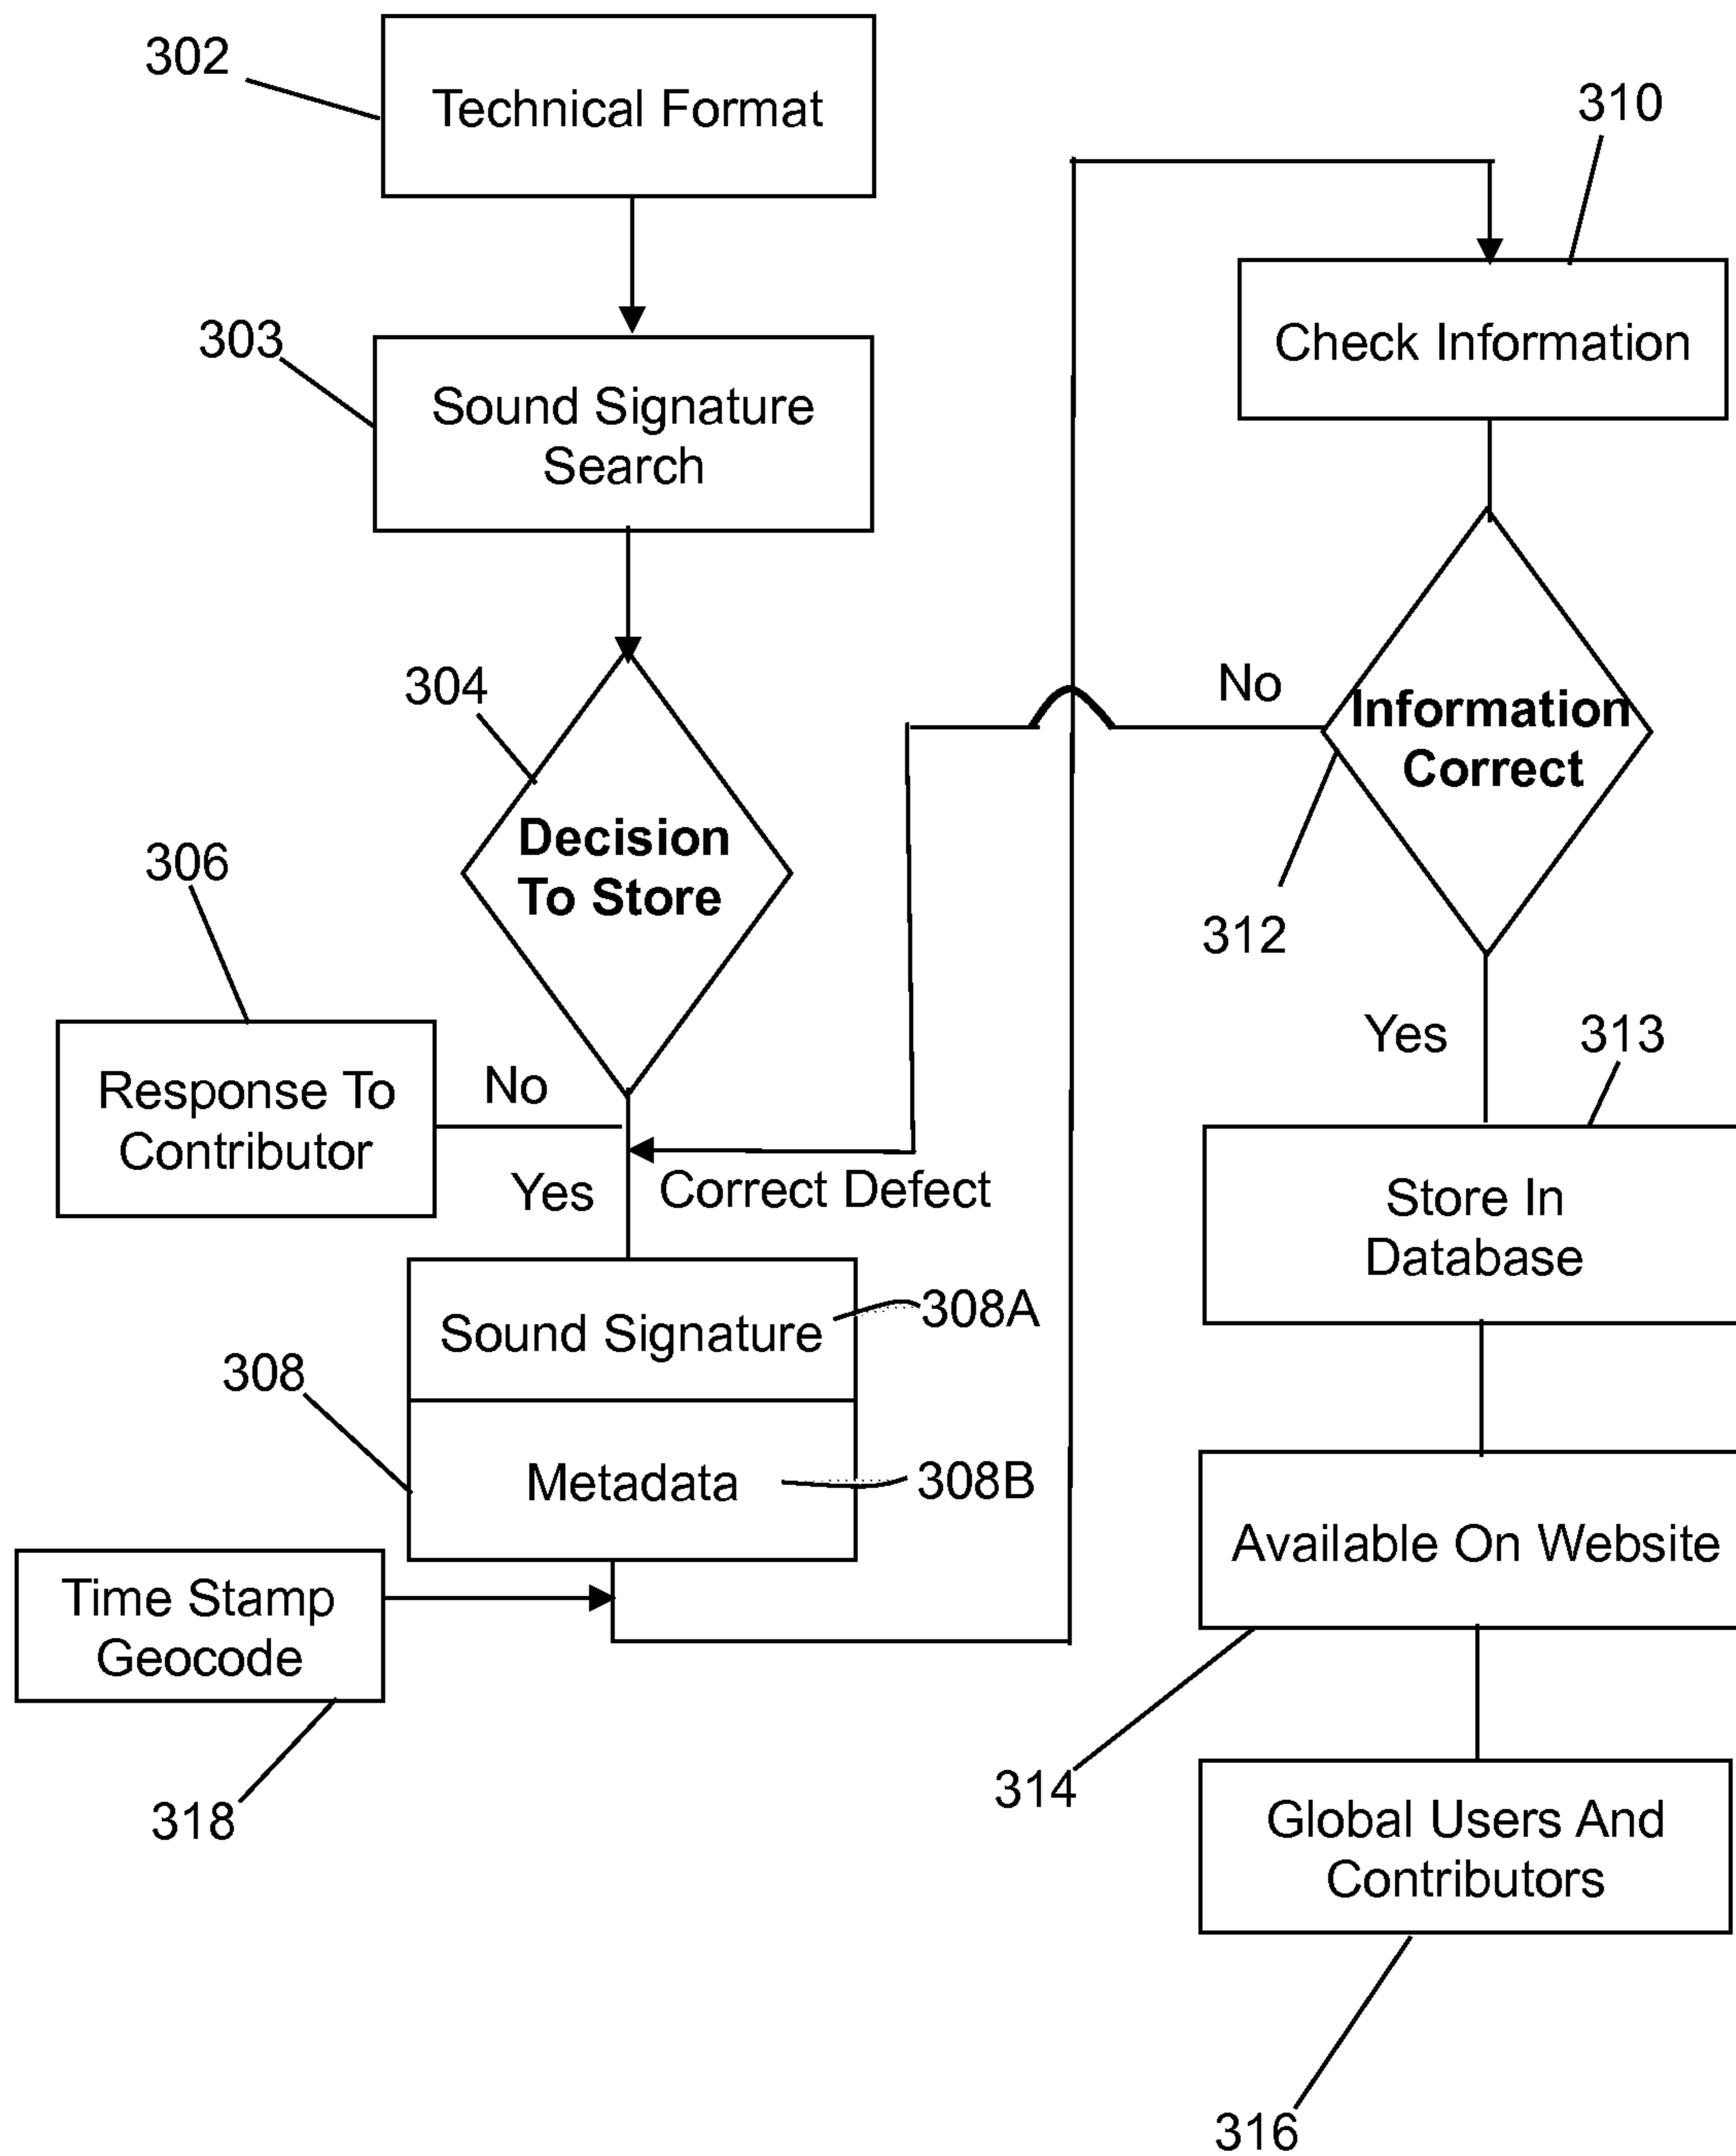 302
Technical Format
303
Sound Signature
Search
304
Decision
To Store
306
Response To
Contributor
No
Yes
Correct Defect
308
Sound Signature
308A
Metadata
308B
Time Stamp
Geocode
318
310
Check Information
No
Information
Correct
312
Yes
313
Store In
Database
Available On Website
314
Global Users And
Contributors
316